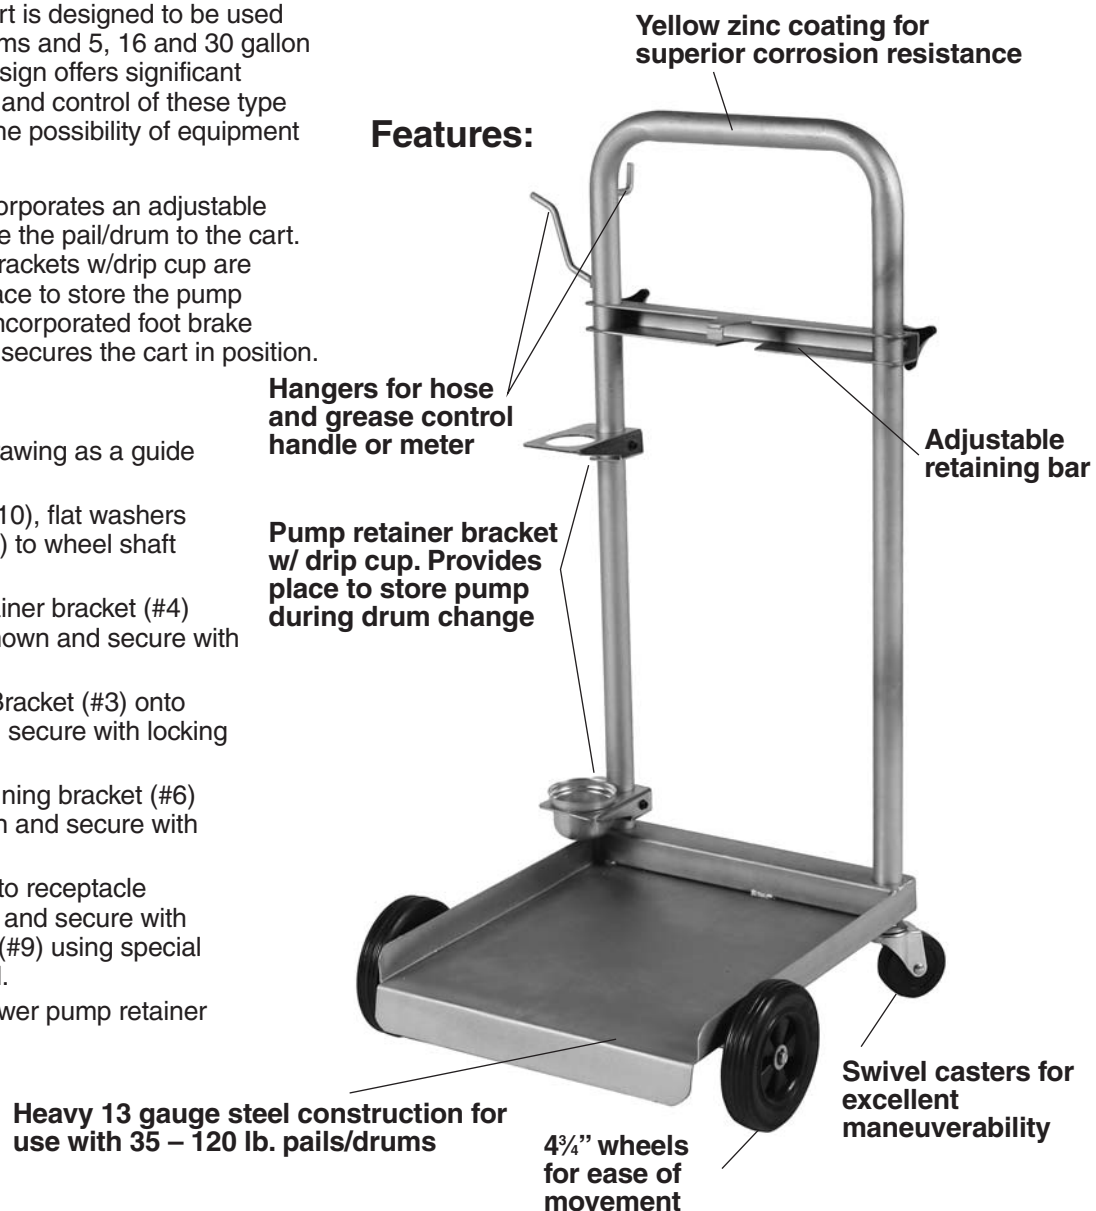 rt is designed to be used
ms and 5, 16 and 30 gallon
sign offers significant
and control of these type
ne possibility of equipment
orporates an adjustable
e the pail/drum to the cart.
rackets w/drip cup are
ace to store the pump
ncorporated foot brake
secures the cart in position.
rawing as a guide
10), flat washers
) to wheel shaft
iner bracket (#4)
hown and secure with
Bracket (#3) onto
secure with locking
ning bracket (#6)
n and secure with
to receptacle
and secure with
(#9) using special
l.
wer pump retainer
Features:
Yellow zinc coating for
superior corrosion resistance
Hangers for hose
and grease control
handle or meter
Adjustable
retaining bar
Pump retainer bracket
w/ drip cup. Provides
place to store pump
during drum change
Heavy 13 gauge steel construction for
use with 35 – 120 lb. pails/drums
4¾” wheels
for ease of
movement
Swivel casters for
excellent
maneuverability